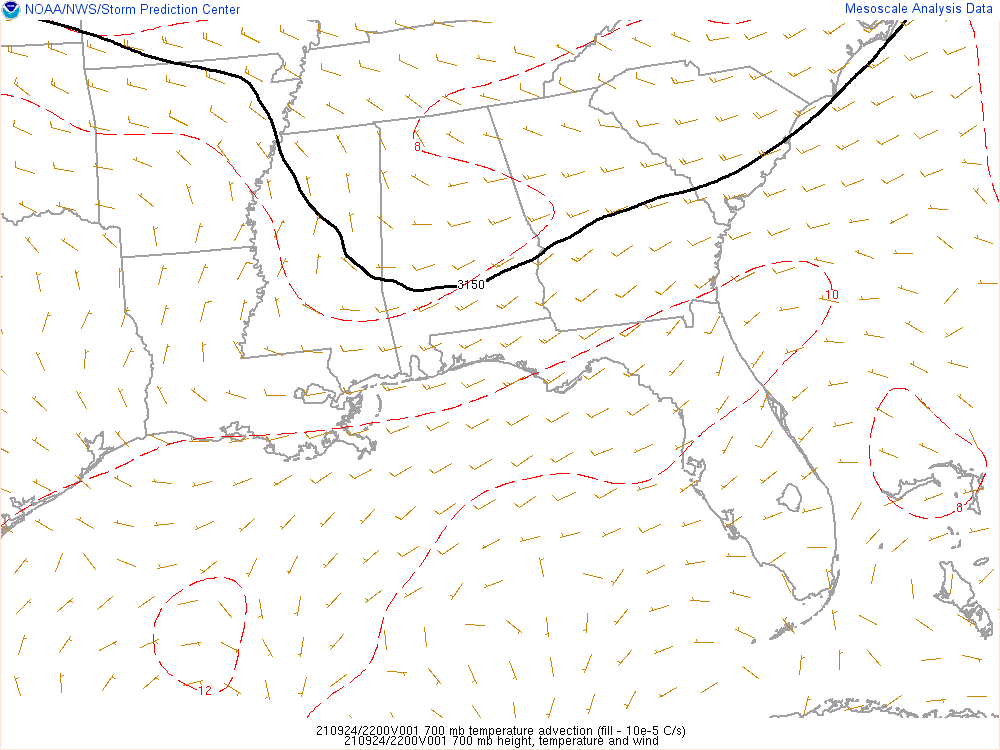 NOAA/NWS/Storm Prediction Center
Mesoscale Analysis Data
8
3150
10
8
12
210924/2200V001 700 mb temperature advection (fill - 10e-5 C/s)
210924/2200V001 700 mb height, temperature and wind